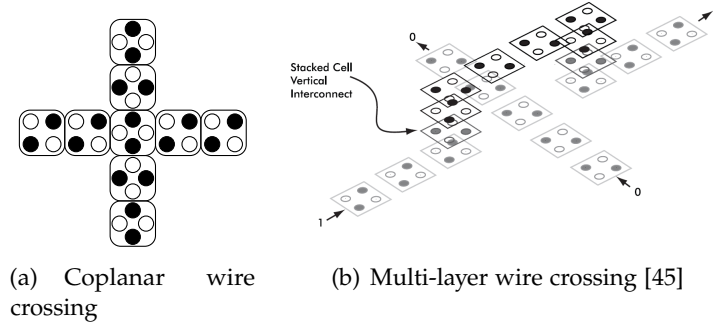 0
Stacked Cell
Vertical
Interconnect
1
0
(a) Coplanar wire
crossing
(b) Multi-layer wire crossing [45]